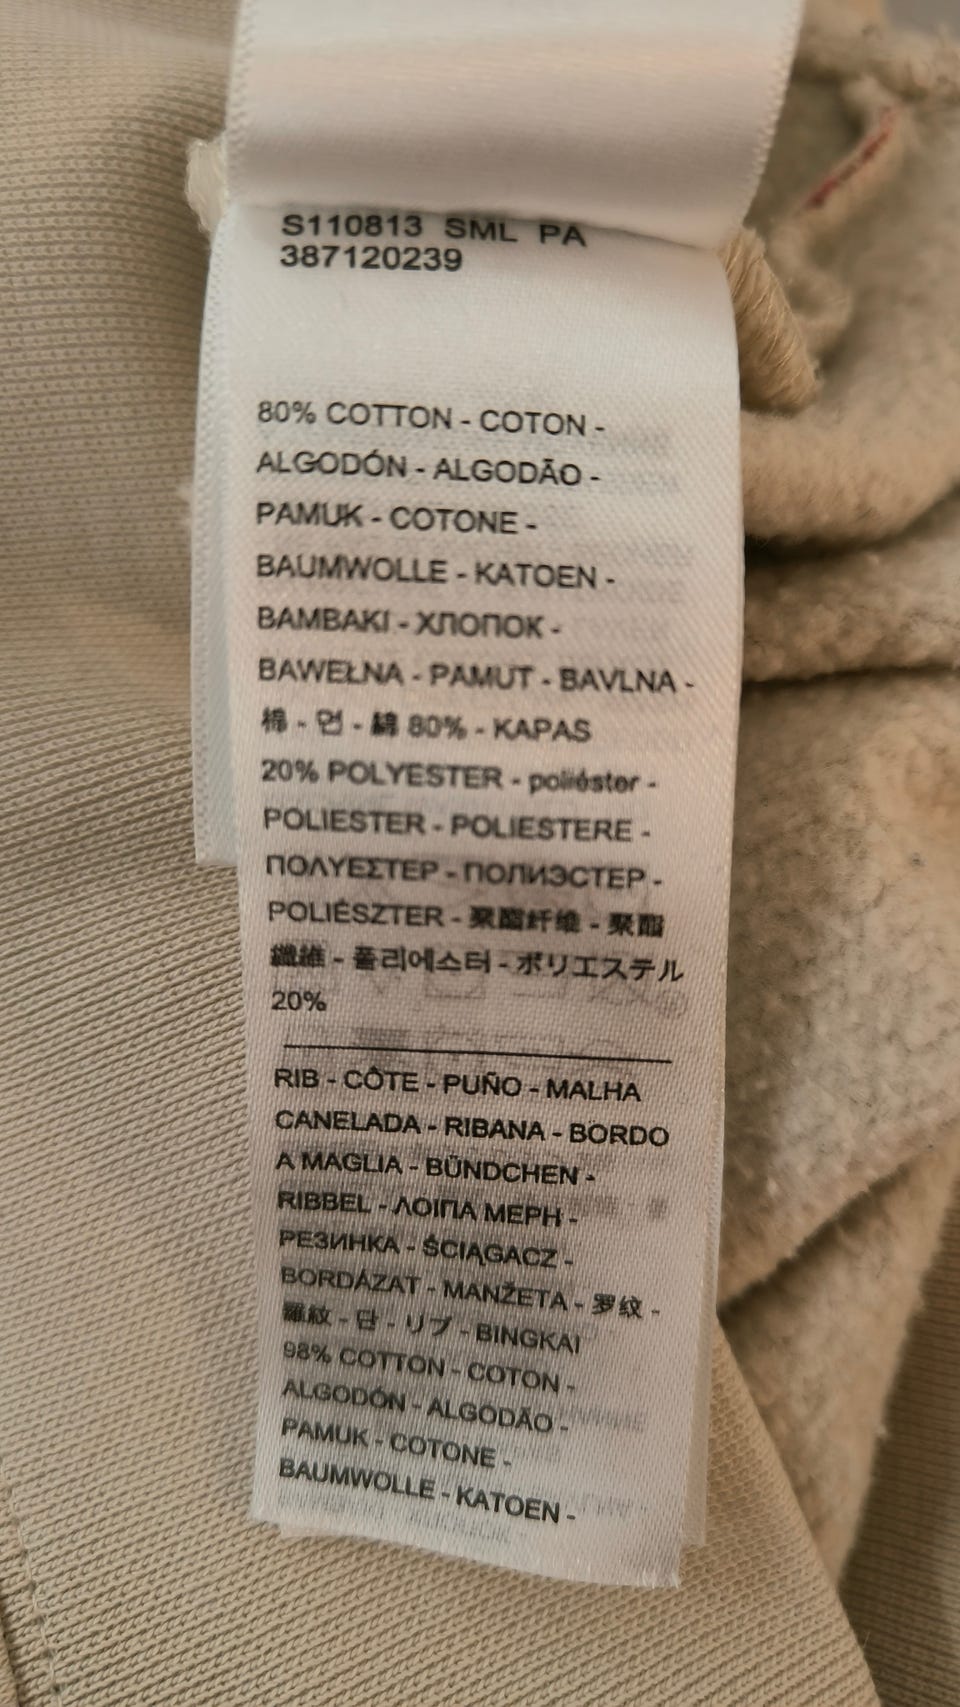 S110813 SML PA
387120239
80% COTTON - COTON -
ALGODÓN - ALGODÃO -
PAMUK - COTONE -
BAUMWOLLE - KATOEN -
ΒΑΜΒΑΚΙ - ХЛОПОК -
BAWEŁNA - PAMUT - BAVLNA -
棉 - 면 - 綿 80% - KAPAS
20% POLYESTER - poliéster -
POLIESTER - POLIESTERE -
ΠΟΛΥΕΣΤΕΡ - ПОЛИЭСТЕР -
POLIÉSZTER - 聚酯纤维 - 聚酯
纖維 - 폴리에스터 - ポリエステル
20%
RIB - CÔTE - PUÑO - MALHA
CANELADA - RIBANA - BORDO
A MAGLIA - BÜNDCHEN -
RIBBEL - ΛΟΙΠΑ ΜΕΡΗ -
РЕЗИНКА - ŚCIĄGACZ -
BORDÁZAT - MANŽETA - 罗纹 -
羅紋 - 단 - リブ - BINGKAI
98% COTTON - COTON -
ALGODÓN - ALGODÃO -
PAMUK - COTONE -
BAUMWOLLE - KATOEN -